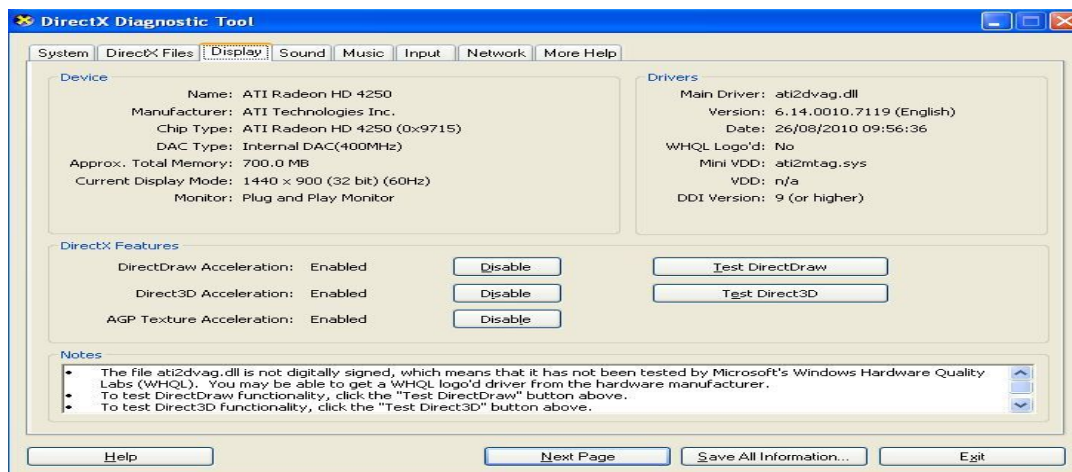 DirectX Diagnostic Tool
System DirectX Files Display Sound Music Input Network More Help
Device
Name: ATI Radeon HD 4250
Manufacturer: ATI Technologies Inc.
Chip Type: ATI Radeon HD 4250 (0x9715)
DAC Type: Internal DAC(400MHz)
Approx. Total Memory: 700.0 MB
Current Display Mode: 1440 x 900 (32 bit) (60Hz)
Monitor: Plug and Play Monitor
Drivers
Main Driver: ati2dvag.dll
Version: 6.14.0010.7119 (English)
Date: 26/08/2010 09:56:36
WHQL Logo'd: No
Mini VDD: ati2mtag.sys
VDD: n/a
DDI Version: 9 (or higher)
DirectX Features
DirectDraw Acceleration: Enabled Disable Test DirectDraw
Direct3D Acceleration: Enabled Disable Test Direct3D
AGP Texture Acceleration: Enabled Disable
Notes
• The file ati2dvag.dll is not digitally signed, which means that it has not been tested by Microsoft's Windows Hardware Quality
Labs (WHQL). You may be able to get a WHQL logo'd driver from the hardware manufacturer.
• To test DirectDraw functionality, click the "Test DirectDraw" button above.
• To test Direct3D functionality, click the "Test Direct3D" button above.
Help Next Page Save All Information... Exit